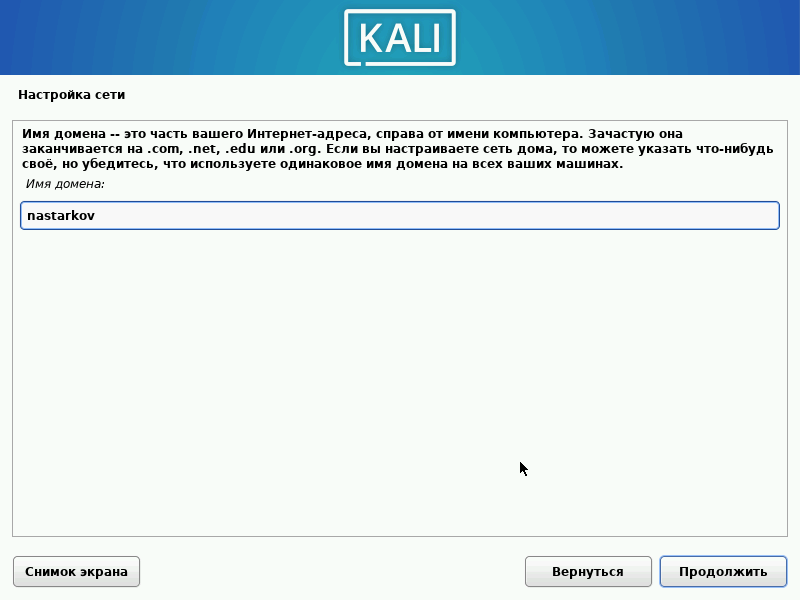 KALI
Настройка сети
Имя домена -- это часть вашего Интернет-адреса, справа от имени компьютера. Зачастую она
заканчивается на .com, .net, .edu или .org. Если вы настраиваете сеть дома, то можете указать что-нибудь
своё, но убедитесь, что используете одинаковое имя домена на всех ваших машинах.
Имя домена:
nastarkov
Снимок экрана
Вернуться
Продолжить